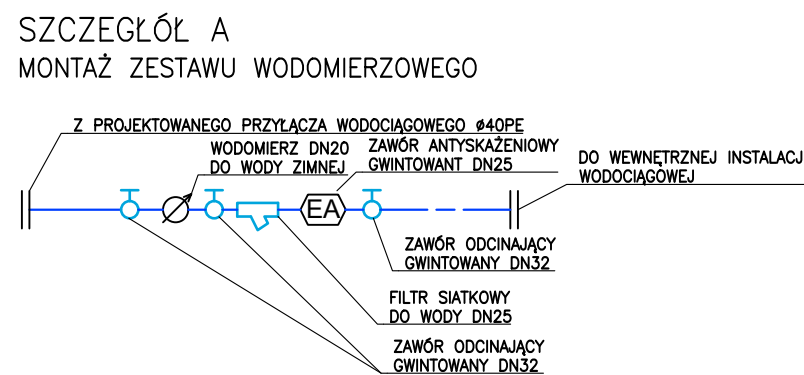 SZCZEGŁÓŁ A
MONTAŻ ZESTAWU WODOMIERZOWEGO
Z PROJEKTOWANEGO PRZYŁĄCZA WODOCIĄGOWEGO ø40PE
WODOMIERZ DN20
DO WODY ZIMNEJ
ZAWÓR ANTYSKAŻENIOWY
GWINTOWANT DN25
DO WEWNĘTRZNEJ INSTALACJ
WODOCIĄGOWEJ
EA
ZAWÓR ODCINAJĄCY
GWINTOWANY DN32
FILTR SIATKOWY
DO WODY DN25
ZAWÓR ODCINAJĄCY
GWINTOWANY DN32